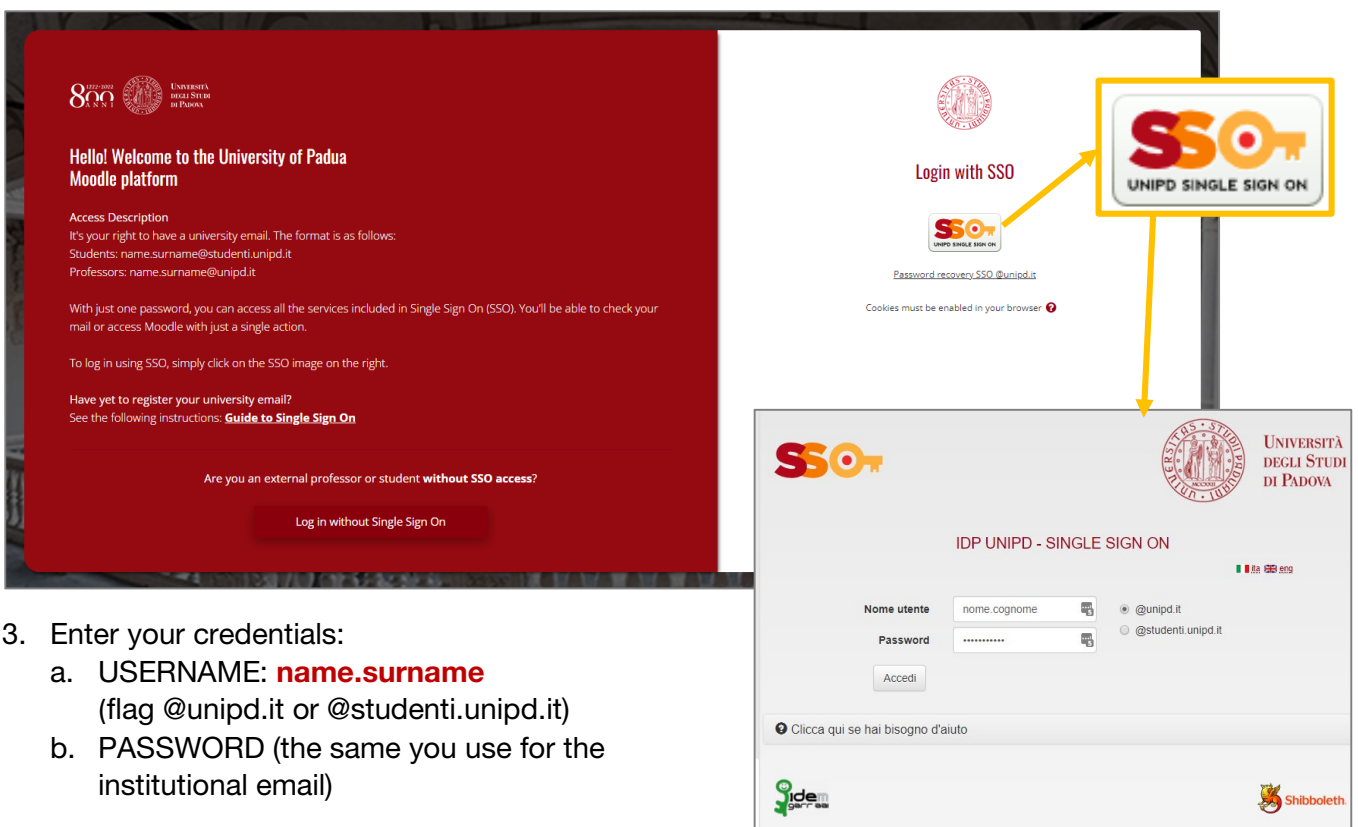 1222·2022
800
ANNI
UNIVERSITÀ
DEGLI STUDI
DI PADOVA
Hello! Welcome to the University of Padua
Moodle platform
Access Description
It's your right to have a university email. The format is as follows:
Students: name.surname@studenti.unipd.it
Professors: name.surname@unipd.it
With just one password, you can access all the services included in Single Sign On (SSO). You'll be able to check your
mail or access Moodle with just a single action.
To log in using SSO, simply click on the SSO image on the right.
Have yet to register your university email?
See the following instructions: Guide to Single Sign On
Are you an external professor or student without SSO access?
Log in without Single Sign On
Login with SSO
SSO
UNIPD SINGLE SIGN ON
Password recovery SSO @unipd.it
Cookies must be enabled in your browser ?
SSO
UNIPD SINGLE SIGN ON
SSO
UNIVERSITÀ
DEGLI STUDI
DI PADOVA
IDP UNIPD - SINGLE SIGN ON
ita eng
Nome utente nome.cognome @unipd.it
@studenti.unipd.it
Password ···········
Accedi
? Clicca qui se hai bisogno d'aiuto
idem
garr aai
Shibboleth.
3. Enter your credentials:
a. USERNAME: name.surname
(flag @unipd.it or @studenti.unipd.it)
b. PASSWORD (the same you use for the
institutional email)